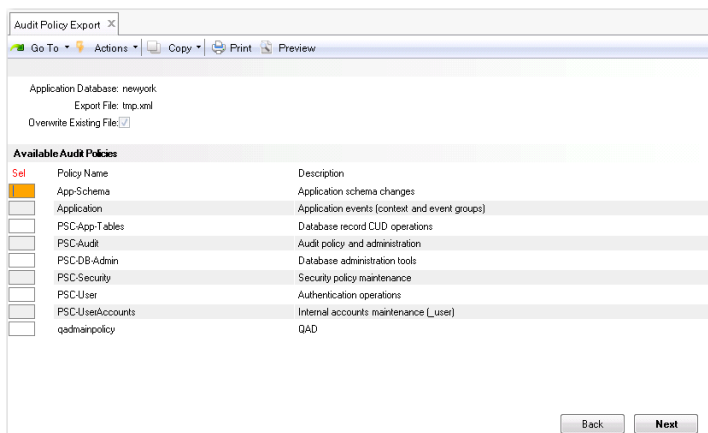 Audit Policy Export
Go To Actions Copy Print Preview
Application Database: newyork
Export File: tmp.xml
Overwrite Existing File:
Available Audit Policies
Sel Policy Name Description
App-Schema Application schema changes
Application Application events (context and event groups)
PSC-App-Tables Database record CUD operations
PSC-Audit Audit policy and administration
PSC-DB-Admin Database administration tools
PSC-Security Security policy maintenance
PSC-User Authentication operations
PSC-UserAccounts Internal accounts maintenance (_user)
qadmainpolicy QAD
Back Next